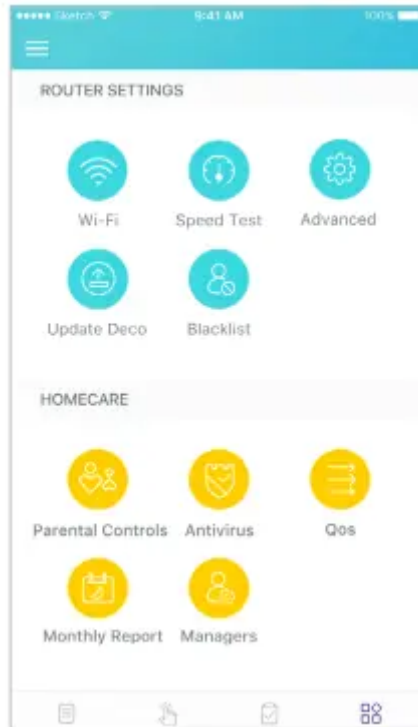 Sketch 9:41 AM 100%
ROUTER SETTINGS
Wi-Fi Speed Test Advanced
Update Deco Blacklist
HOMECARE
Parental Controls Antivirus Qos
Monthly Report Managers